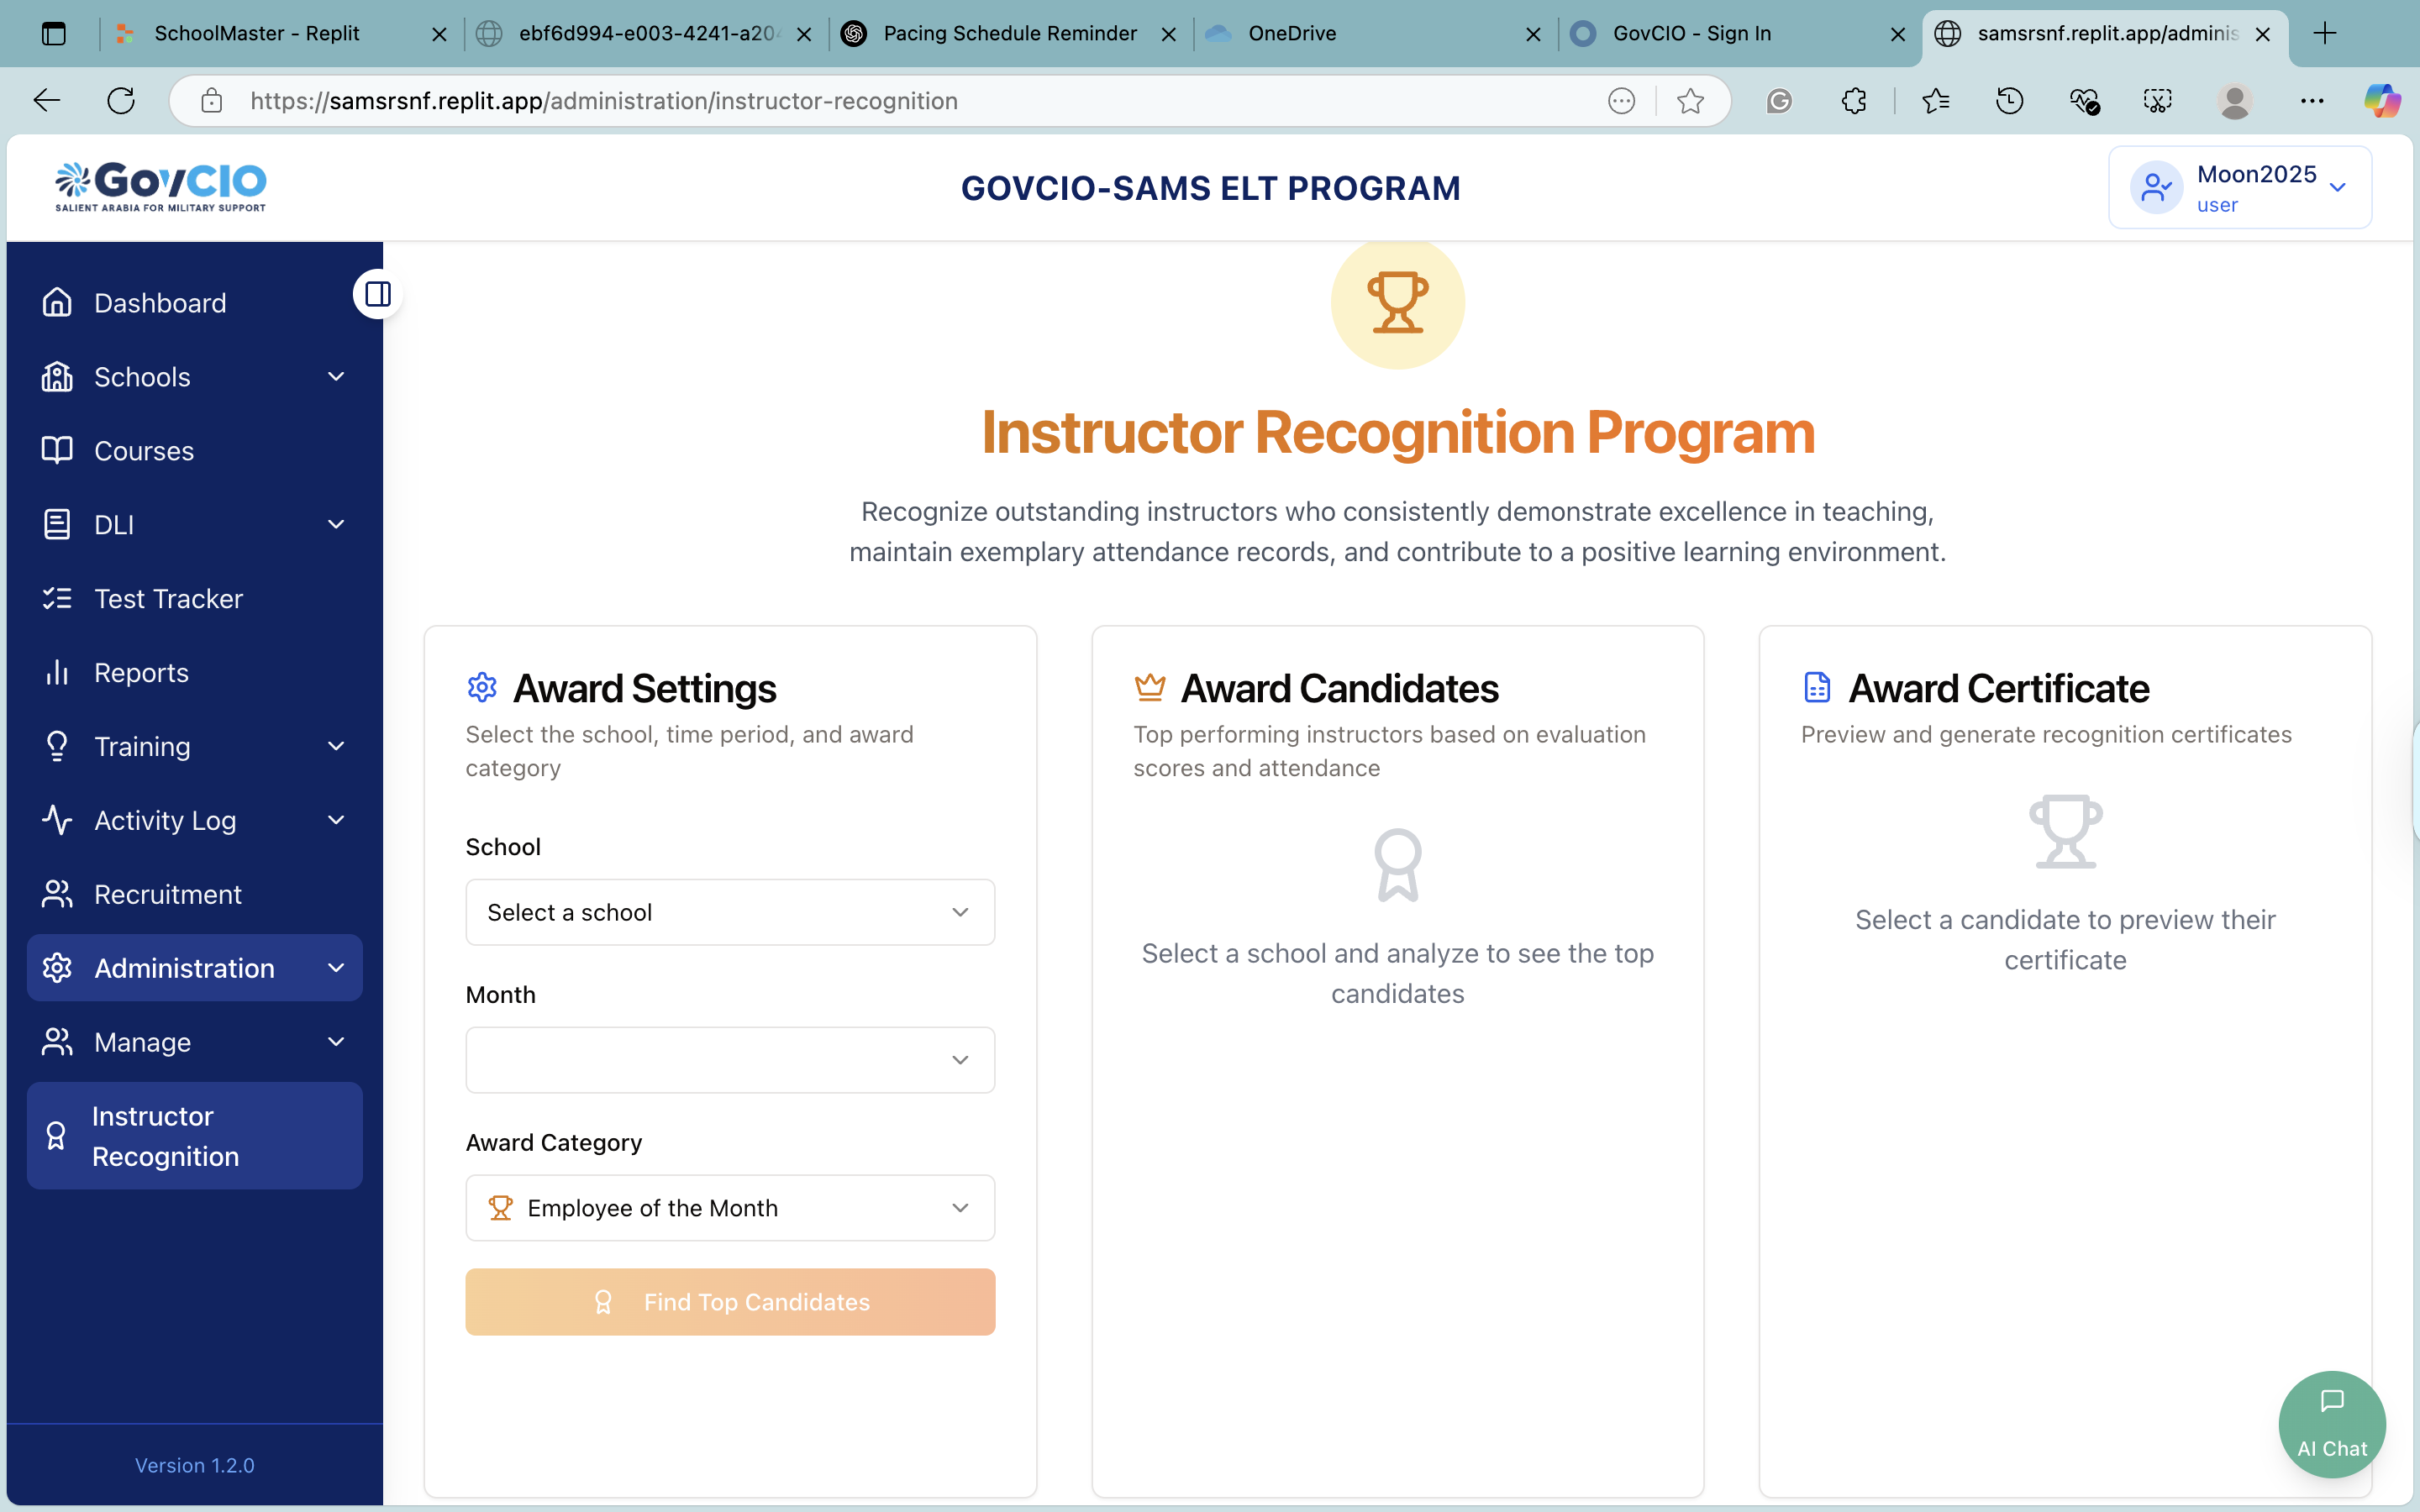 SchoolMaster - Replit
ebf6d994-e003-4241-a204
Pacing Schedule Reminder
OneDrive
GovCIO - Sign In
samsrsnf.replit.app/adminis
https://samsrsnf.replit.app/administration/instructor-recognition
GovCIO
SALIENT ARABIA FOR MILITARY SUPPORT
GOVCIO-SAMS ELT PROGRAM
Moon2025
user
Dashboard
Schools
Courses
DLI
Test Tracker
Reports
Training
Activity Log
Recruitment
Administration
Manage
Instructor
Recognition
Version 1.2.0
Instructor Recognition Program
Recognize outstanding instructors who consistently demonstrate excellence in teaching,
maintain exemplary attendance records, and contribute to a positive learning environment.
Award Settings
Select the school, time period, and award
category
School
Select a school
Month
Award Category
Employee of the Month
Find Top Candidates
Award Candidates
Top performing instructors based on evaluation
scores and attendance
Select a school and analyze to see the top
candidates
Award Certificate
Preview and generate recognition certificates
Select a candidate to preview their
certificate
AI Chat